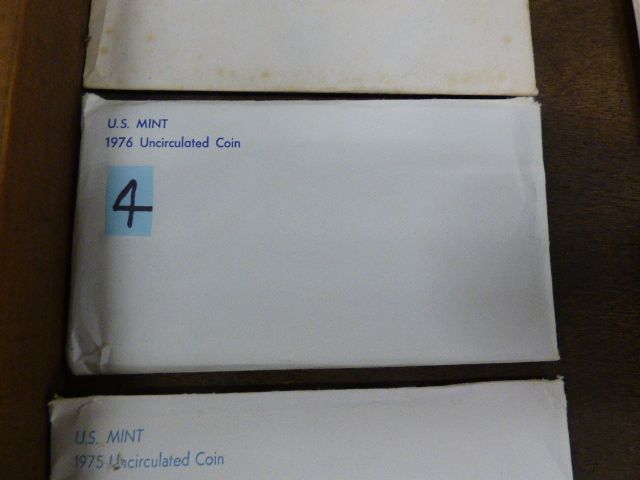 U.S. MINT
1976 Uncirculated Coin
4
U.S. MINT
1975 Uncirculated Coin